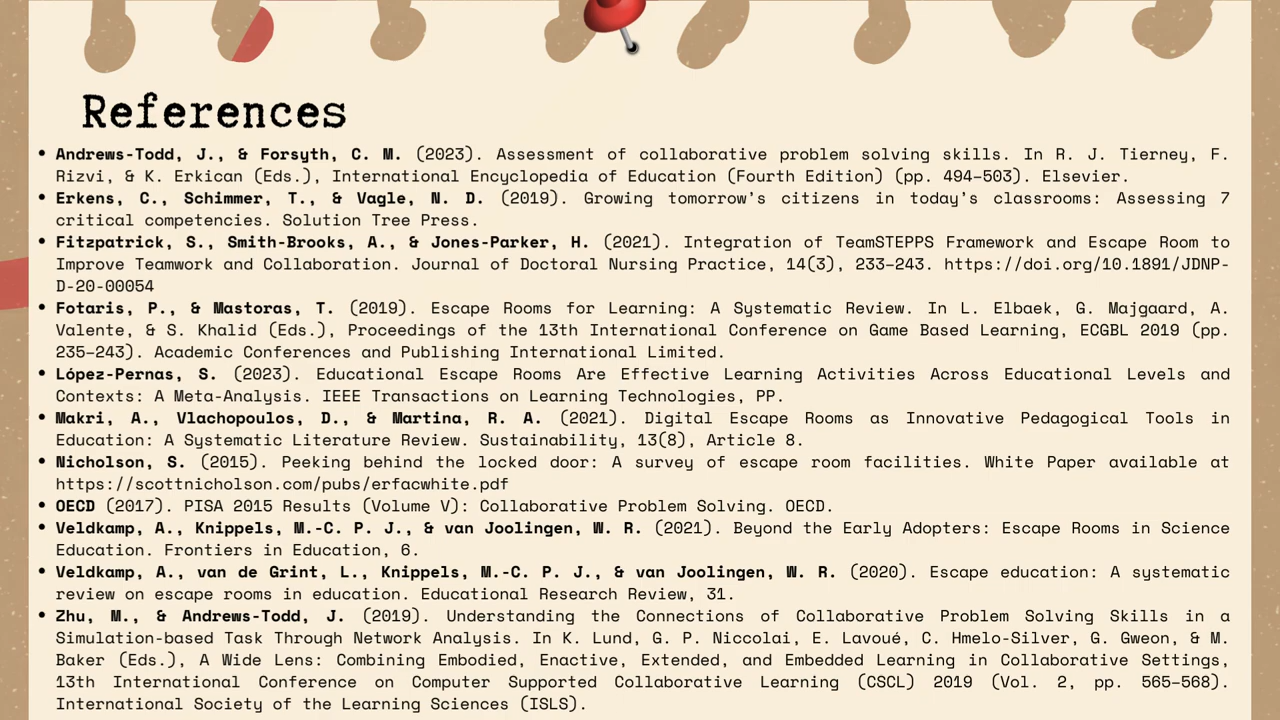 References
• Andrews-Todd, J., & Forsyth, C. M. (2023). Assessment of collaborative problem solving skills. In R. J. Tierney, F.
Rizvi, & K. Erkican (Eds.), International Encyclopedia of Education (Fourth Edition) (pp. 494–503). Elsevier.
• Erkens, C., Schimmer, T., & Vagle, N. D. (2019). Growing tomorrow’s citizens in today’s classrooms: Assessing 7
critical competencies. Solution Tree Press.
• Fitzpatrick, S., Smith-Brooks, A., & Jones-Parker, H. (2021). Integration of TeamSTEPPS Framework and Escape Room to
Improve Teamwork and Collaboration. Journal of Doctoral Nursing Practice, 14(3), 233–243. https://doi.org/10.1891/JDNP-
D-20-00054
• Fotaris, P., & Mastoras, T. (2019). Escape Rooms for Learning: A Systematic Review. In L. Elbaek, G. Majgaard, A.
Valente, & S. Khalid (Eds.), Proceedings of the 13th International Conference on Game Based Learning, ECGBL 2019 (pp.
235–243). Academic Conferences and Publishing International Limited.
• López-Pernas, S. (2023). Educational Escape Rooms Are Effective Learning Activities Across Educational Levels and
Contexts: A Meta-Analysis. IEEE Transactions on Learning Technologies, PP.
• Makri, A., Vlachopoulos, D., & Martina, R. A. (2021). Digital Escape Rooms as Innovative Pedagogical Tools in
Education: A Systematic Literature Review. Sustainability, 13(8), Article 8.
• Nicholson, S. (2015). Peeking behind the locked door: A survey of escape room facilities. White Paper available at
https://scottnicholson.com/pubs/erfacwhite.pdf
• OECD (2017). PISA 2015 Results (Volume V): Collaborative Problem Solving. OECD.
• Veldkamp, A., Knippels, M.-C. P. J., & van Joolingen, W. R. (2021). Beyond the Early Adopters: Escape Rooms in Science
Education. Frontiers in Education, 6.
• Veldkamp, A., van de Grint, L., Knippels, M.-C. P. J., & van Joolingen, W. R. (2020). Escape education: A systematic
review on escape rooms in education. Educational Research Review, 31.
• Zhu, M., & Andrews-Todd, J. (2019). Understanding the Connections of Collaborative Problem Solving Skills in a
Simulation-based Task Through Network Analysis. In K. Lund, G. P. Niccolai, E. Lavoué, C. Hmelo-Silver, G. Gweon, & M.
Baker (Eds.), A Wide Lens: Combining Embodied, Enactive, Extended, and Embedded Learning in Collaborative Settings,
13th International Conference on Computer Supported Collaborative Learning (CSCL) 2019 (Vol. 2, pp. 565–568).
International Society of the Learning Sciences (ISLS).